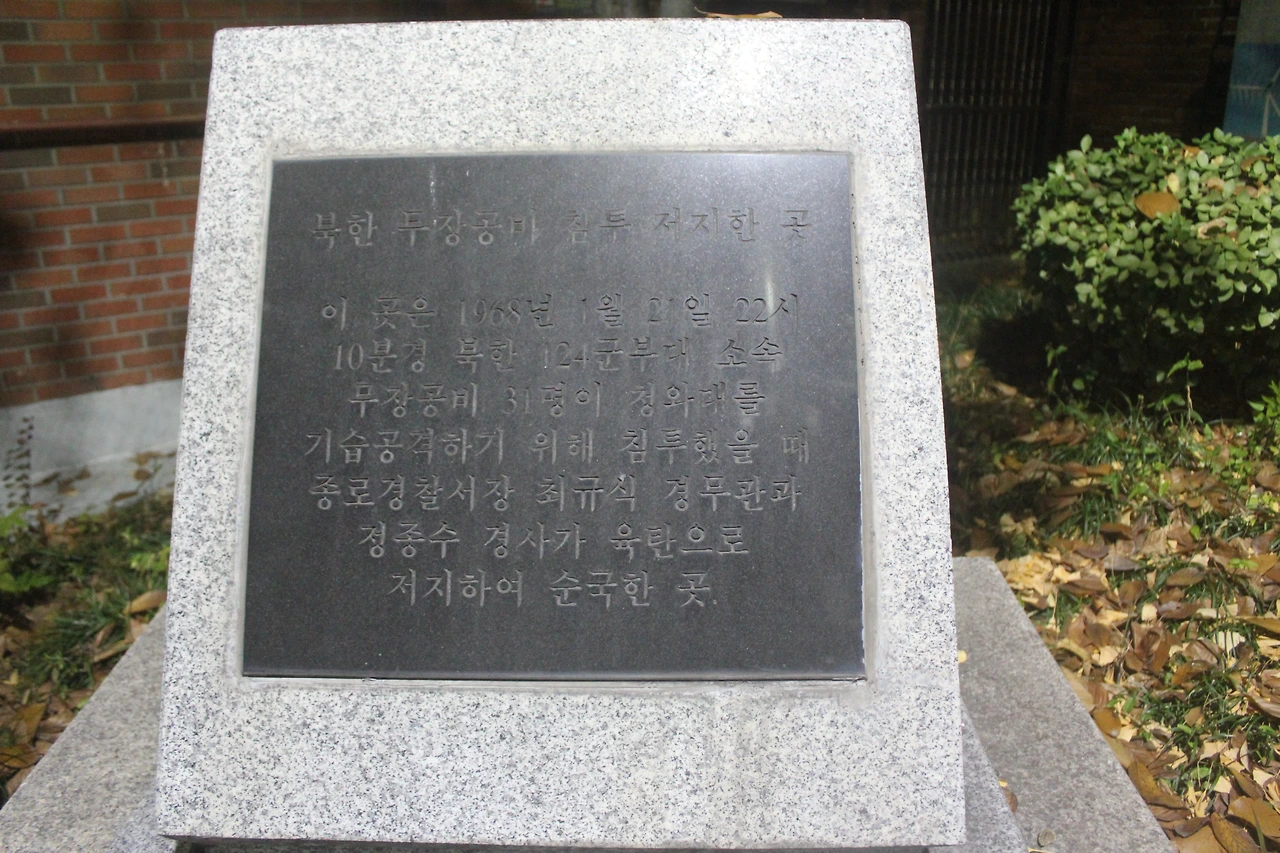 북한 무장공비 침투 저지한 곳
이 곳은 1968년 1월 21일 22시
10분경 북한 124군부대 소속
무장공비 31명이 청와대를
기습공격하기 위해 침투했을 때
종로경찰서장 최규식 경무관과
정종수 경사가 육탄으로
저지하여 순국한 곳.